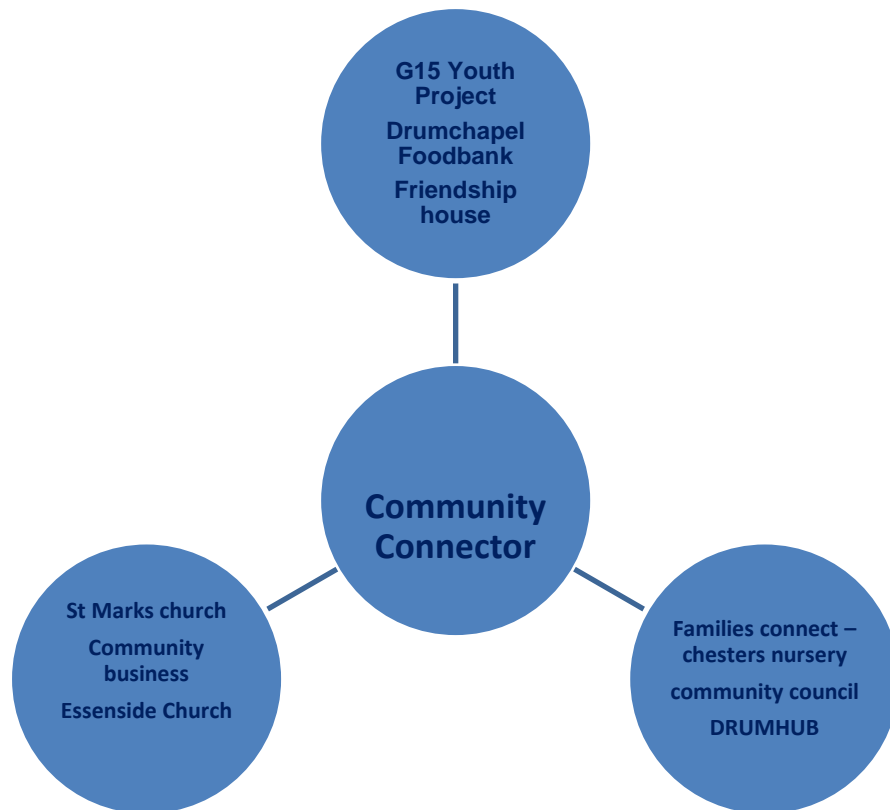 G15 Youth
Project
Drumchapel
Foodbank
Friendship
house
Community
Connector
St Marks church
Community
business
Essenside Church
Families connect –
chesters nursery
community council
DRUMHUB